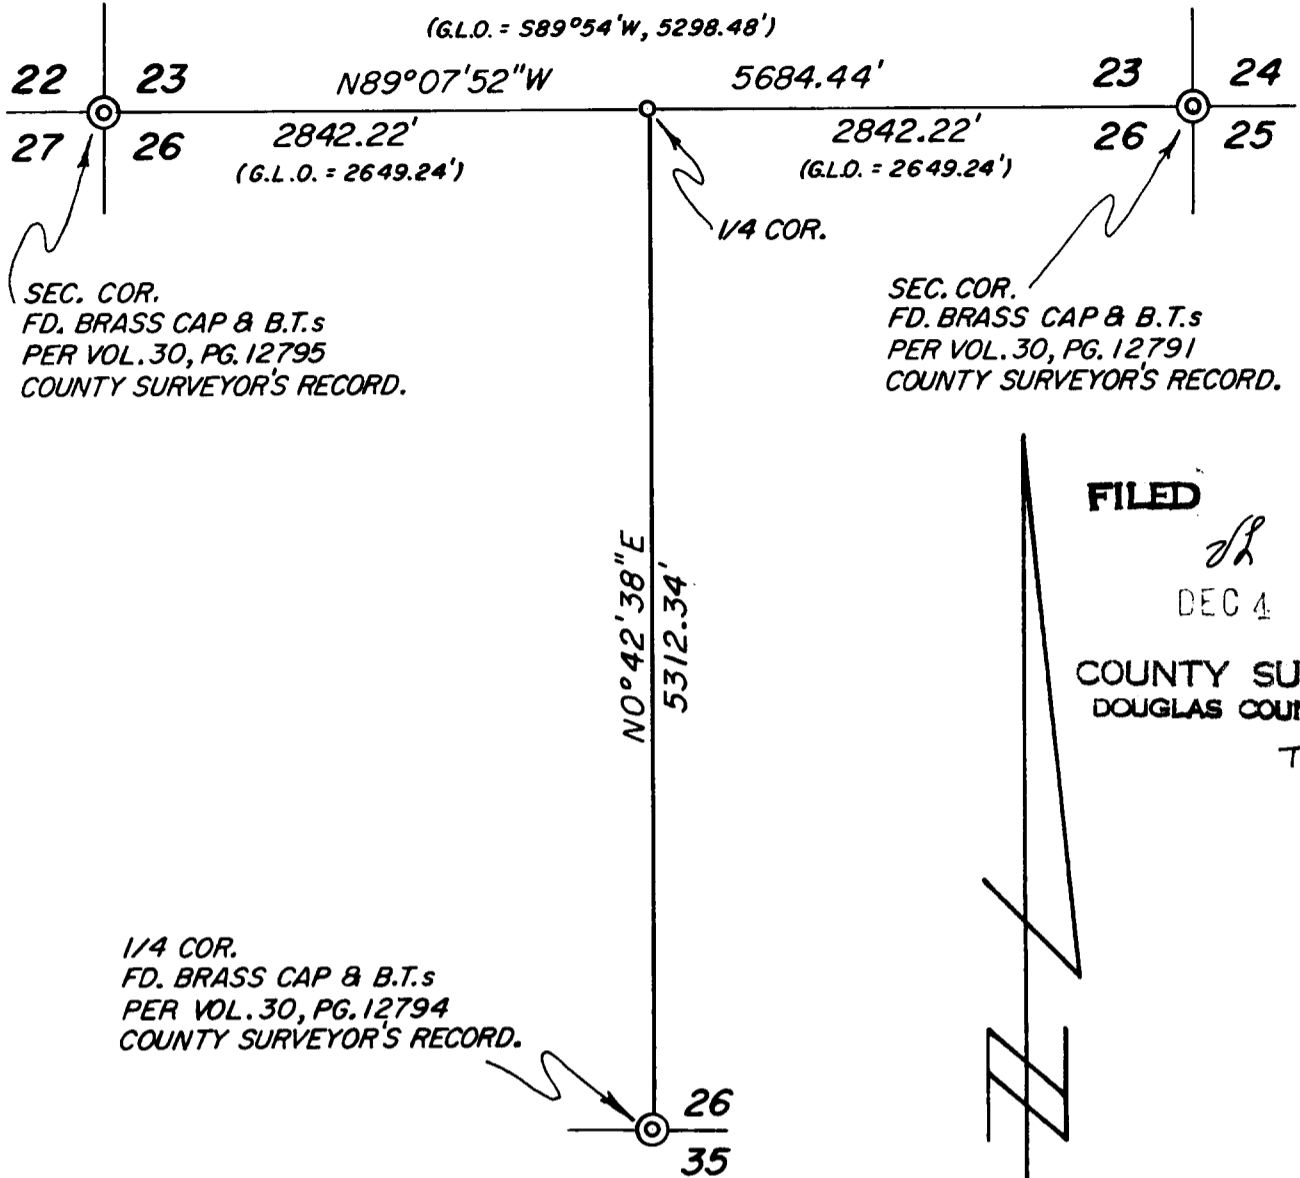 (G.L.O. = S89°54'W, 5298.48')
22 23 N89°07'52"W 5684.44' 23 24
27 26 2842.22' 2842.22' 26 25
(G.L.O. = 2649.24') (G.L.O. = 2649.24')
1/4 COR.
SEC. COR.
FD. BRASS CAP & B.T.s
PER VOL. 30, PG. 12795
COUNTY SURVEYOR'S RECORD.
SEC. COR.
FD. BRASS CAP & B.T.s
PER VOL. 30, PG. 12791
COUNTY SURVEYOR'S RECORD.
FILED
DEC 4
COUNTY SU
DOUGLAS COUN
T
N0°42'38"E
5312.34'
1/4 COR.
FD. BRASS CAP & B.T.s
PER VOL. 30, PG. 12794
COUNTY SURVEYOR'S RECORD.
26
35
N